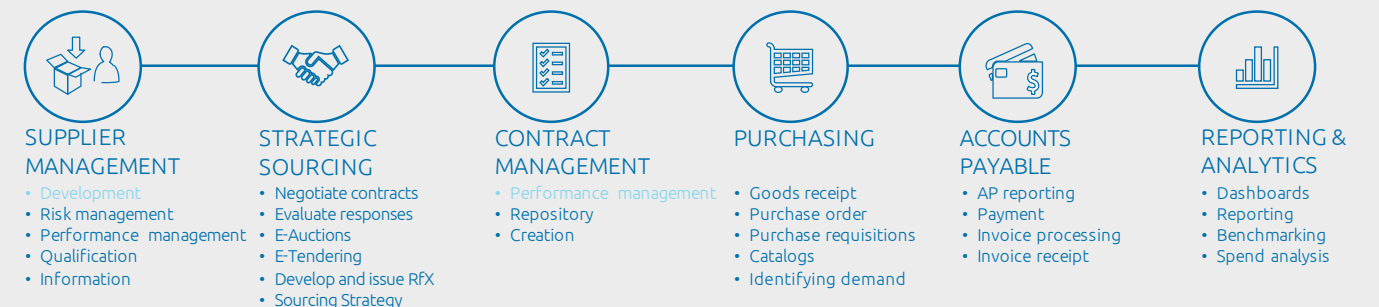 SUPPLIER
MANAGEMENT
• Development
• Risk management
• Performance management
• Qualification
• Information
STRATEGIC
SOURCING
• Negotiate contracts
• Evaluate responses
• E-Auctions
• E-Tendering
• Develop and issue RfX
• Sourcing Strategy
CONTRACT
MANAGEMENT
• Performance management
• Repository
• Creation
PURCHASING
• Goods receipt
• Purchase order
• Purchase requisitions
• Catalogs
• Identifying demand
$
ACCOUNTS
PAYABLE
• AP reporting
• Payment
• Invoice processing
• Invoice receipt
REPORTING &
ANALYTICS
• Dashboards
• Reporting
• Benchmarking
• Spend analysis